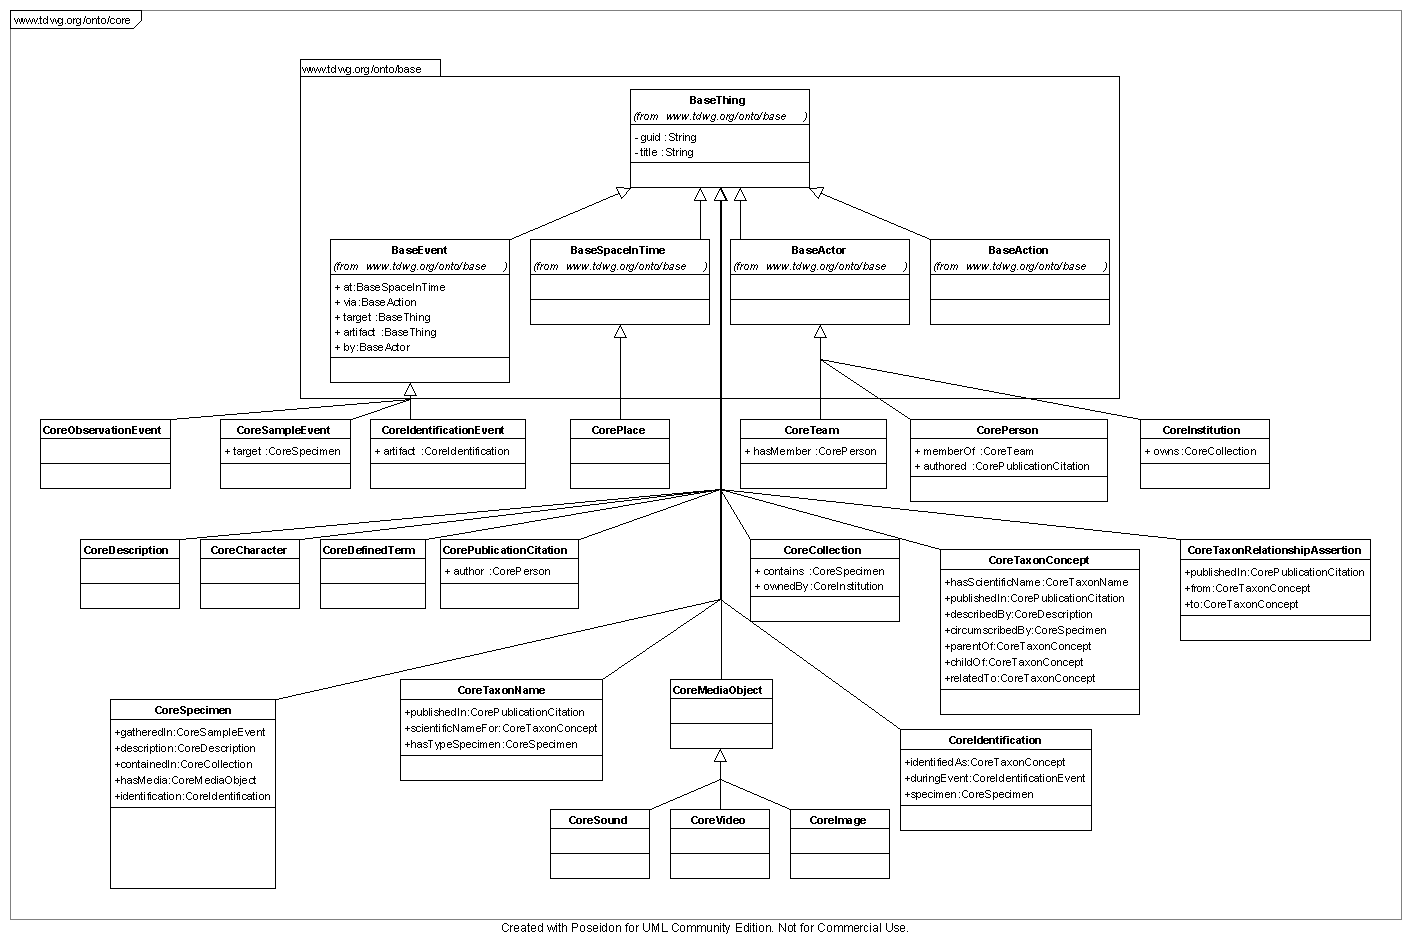 www.tdwg.org/onto/core
www.tdwg.org/onto/base
BaseThing
(from www.tdwg.org/onto/base )
- guid : String
- title : String
BaseEvent
(from www.tdwg.org/onto/base )
+ at:BaseSpaceInTime
+ via:BaseAction
+ target :BaseThing
+ artifact :BaseThing
+ by:BaseActor
BaseSpaceInTime
(from www.tdwg.org/onto/base )
BaseActor
(from www.tdwg.org/onto/base )
BaseAction
(from www.tdwg.org/onto/base )
CoreObservationEvent
CoreSampleEvent
+ target :CoreSpecimen
CoreIdentificationEvent
+ artifact :CoreIdentification
CorePlace
CoreTeam
+ hasMember :CorePerson
CorePerson
+ memberOf :CoreTeam
+ authored :CorePublicationCitation
CoreInstitution
+ owns:CoreCollection
CoreDescription
CoreCharacter
CoreDefinedTerm
CorePublicationCitation
+ author :CorePerson
CoreCollection
+ contains :CoreSpecimen
+ ownedBy:CoreInstitution
CoreTaxonConcept
+hasScientificName:CoreTaxonName
+publishedIn:CorePublicationCitation
+describedBy:CoreDescription
+circumscribedBy:CoreSpecimen
+parentOf:CoreTaxonConcept
+childOf:CoreTaxonConcept
+relatedTo:CoreTaxonConcept
CoreTaxonRelationshipAssertion
+publishedIn:CorePublicationCitation
+from:CoreTaxonConcept
+to:CoreTaxonConcept
CoreSpecimen
+gatheredIn:CoreSampleEvent
+description:CoreDescription
+containedIn:CoreCollection
+hasMedia:CoreMediaObject
+identification:CoreIdentification
CoreTaxonName
+publishedIn:CorePublicationCitation
+scientificNameFor:CoreTaxonConcept
+hasTypeSpecimen:CoreSpecimen
CoreMediaObject
CoreIdentification
+identifiedAs:CoreTaxonConcept
+duringEvent:CoreIdentificationEvent
+specimen:CoreSpecimen
CoreSound
CoreVideo
CoreImage
Created with Poseidon for UML Community Edition. Not for Commercial Use.